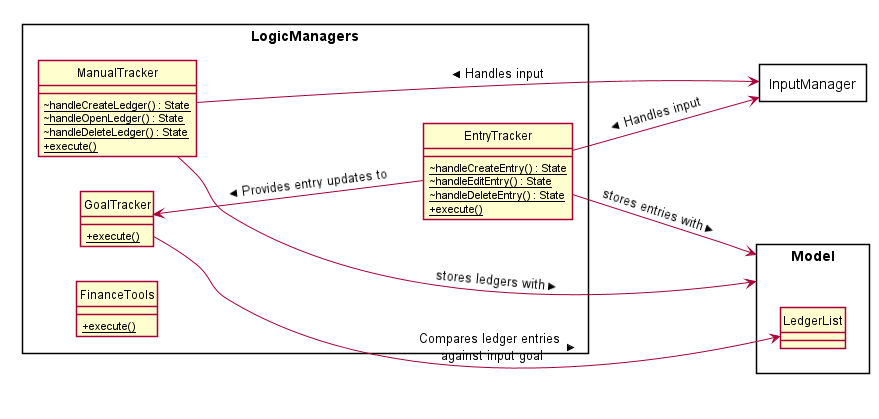 LogicManagers
ManualTracker
~handleCreateLedger() : State
~handleOpenLedger() : State
~handleDeleteLedger() : State
+execute()
◄ Handles input
InputManager
◄ Handles input
EntryTracker
~handleCreateEntry() : State
~handleEditEntry() : State
~handleDeleteEntry() : State
+execute()
◄ Provides entry updates to
GoalTracker
+execute()
stores entries with ►
Model
stores ledgers with ►
FinanceTools
+execute()
LedgerList
Compares ledger entries
against input goal ►